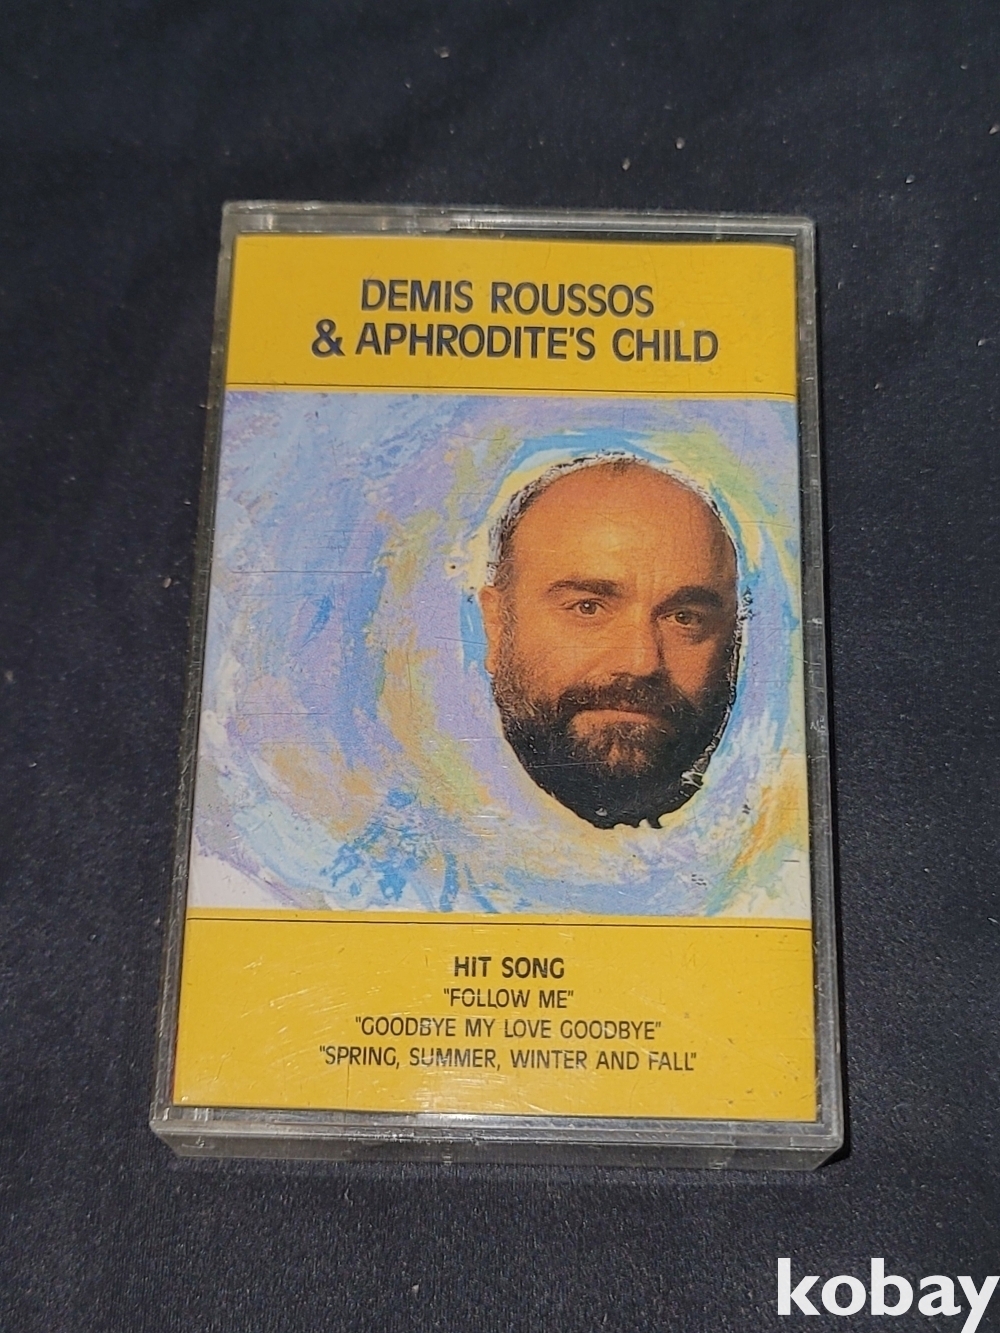 DEMIS ROUSSOS
& APHRODITE'S CHILD
HIT SONG
"FOLLOW ME"
"GOODBYE MY LOVE GOODBYE"
"SPRING, SUMMER, WINTER AND FALL"
kobay